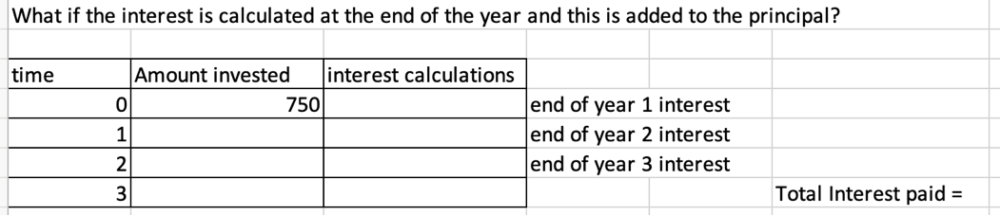 What if the interest is calculated at the end of the year and this is added to the principal?
time Amount invested interest calculations
0 750 end of year 1 interest
1 end of year 2 interest
2 end of year 3 interest
3 Total Interest paid =